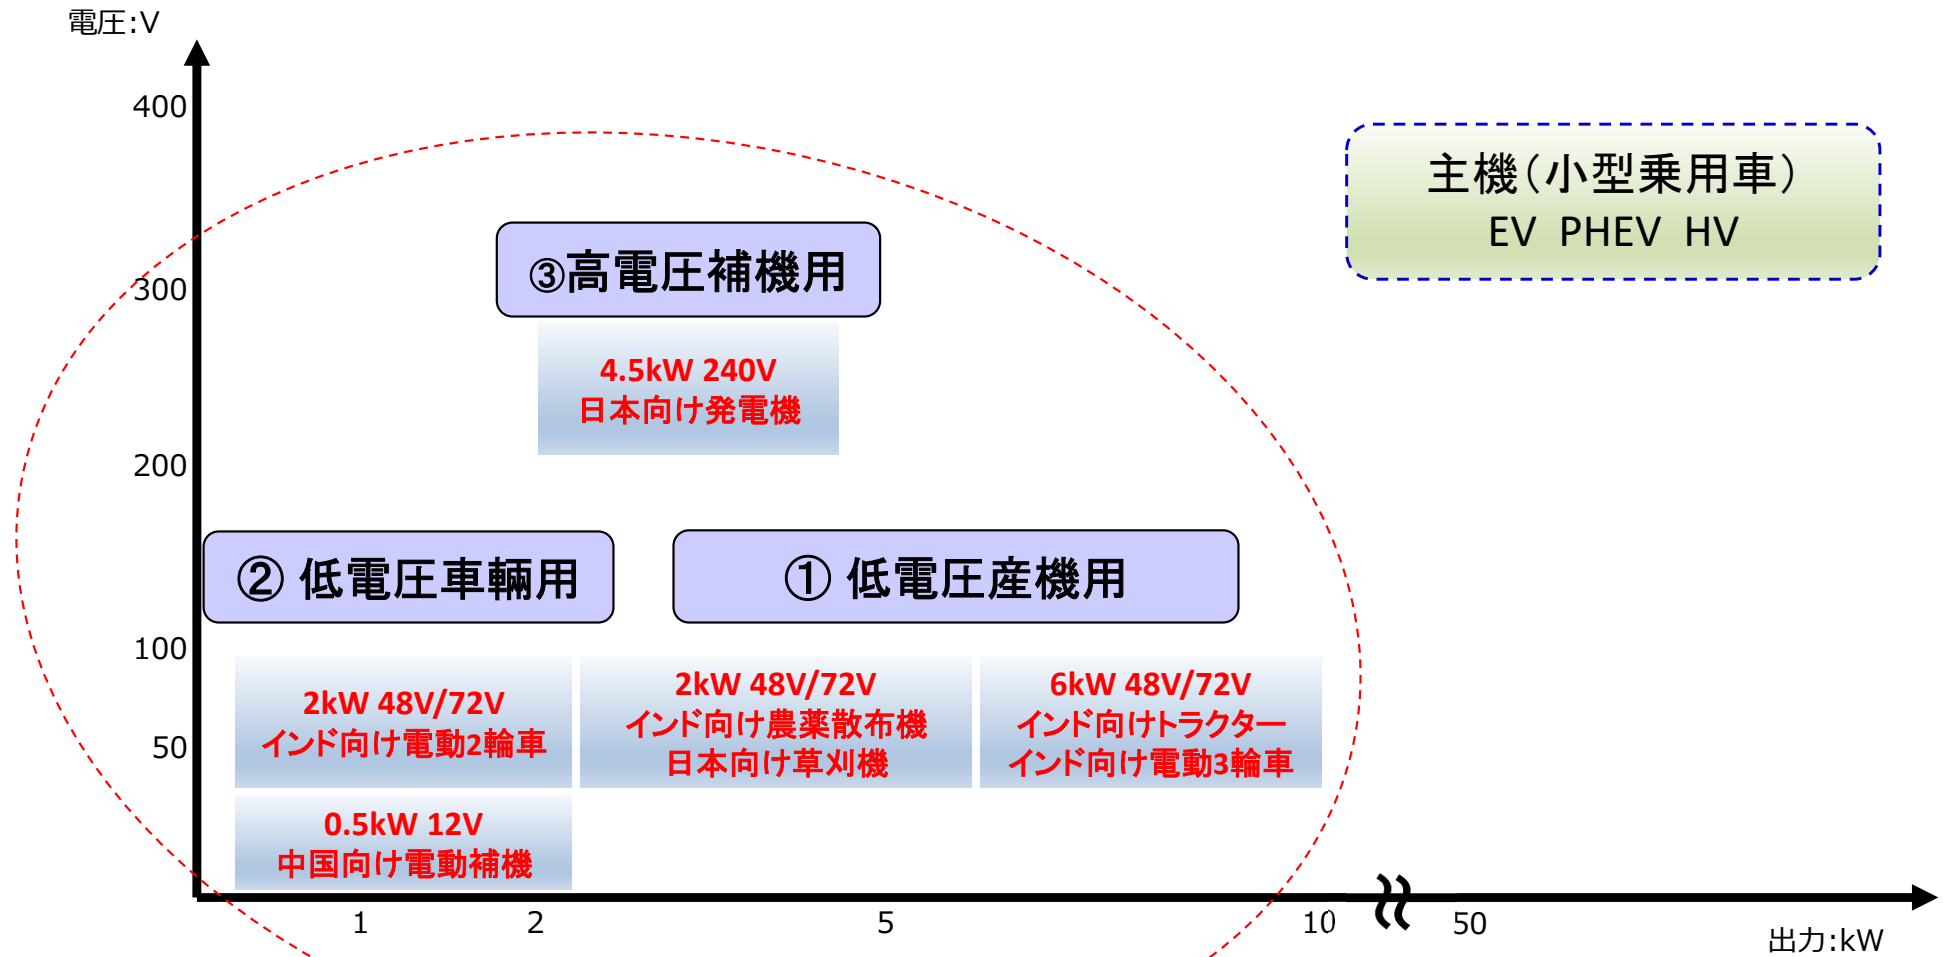 電圧:V
400
主機（小型乗用車）
EV PHEV HV
③高電圧補機用
300
4.5kW 240V
日本向け発電機
200
② 低電圧車輛用
① 低電圧産機用
100
2kW 48V/72V
インド向け電動2輪車
2kW 48V/72V
インド向け農薬散布機
日本向け草刈機
6kW 48V/72V
インド向けトラクター
インド向け電動3輪車
50
0.5kW 12V
中国向け電動補機
1
2
5
10
50
出力:kW